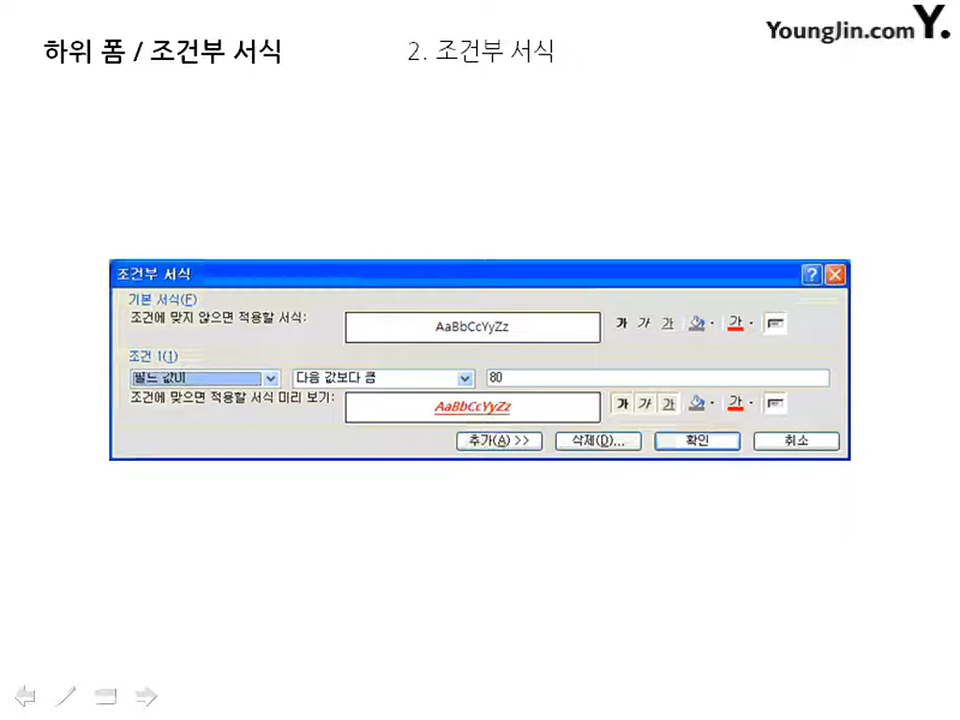 하위 폼 / 조건부 서식
2. 조건부 서식
YoungJin.com Y.
조건부 서식
기본 서식(F)
조건에 맞지 않으면 적용할 서식:
AaBbCcYyZz
가 가 가 가
조건 1(1)
필드 값이
다음 값보다 큼
80
조건에 맞으면 적용할 서식 미리 보기:
AaBbCcYyZz
가 가 가 가
추가(A) >>
삭제(D)...
확인
취소